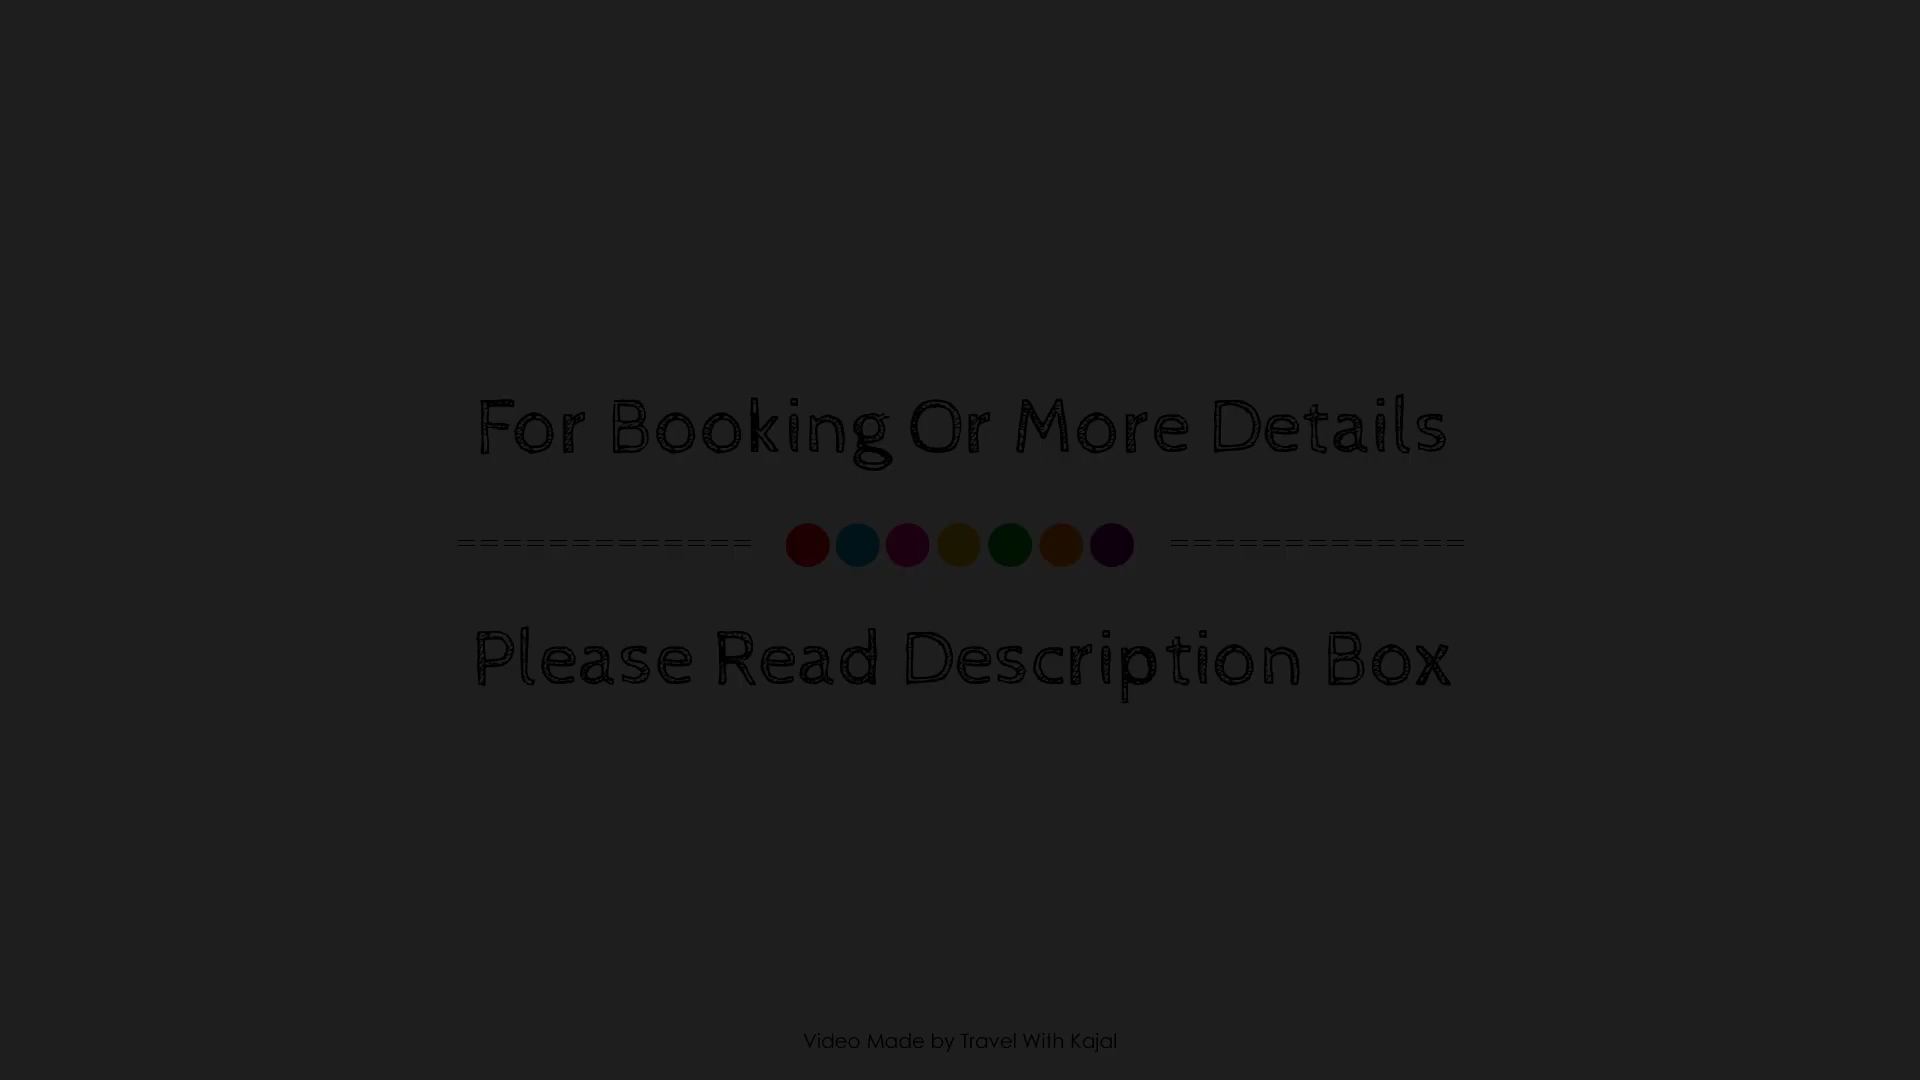 For Booking Or More Details
============= =============
Please Read Description Box
Video Made by Travel With Kajal